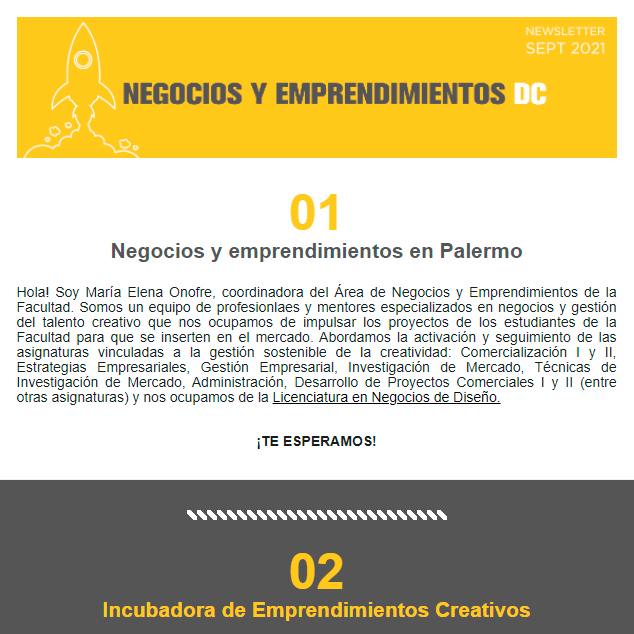 NEWSLETTER
SEPT 2021
NEGOCIOS Y EMPRENDIMIENTOS DC
01
Negocios y emprendimientos en Palermo
Hola! Soy María Elena Onofre, coordinadora del Área de Negocios y Emprendimientos de la
Facultad. Somos un equipo de profesionlaes y mentores especializados en negocios y gestión
del talento creativo que nos ocupamos de impulsar los proyectos de los estudiantes de la
Facultad para que se inserten en el mercado. Abordamos la activación y seguimiento de las
asignaturas vinculadas a la gestión sostenible de la creatividad: Comercialización I y II,
Estrategias Empresariales, Gestión Empresarial, Investigación de Mercado, Técnicas de
Investigación de Mercado, Administración, Desarrollo de Proyectos Comerciales I y II (entre
otras asignaturas) y nos ocupamos de la Licenciatura en Negocios de Diseño.
¡TE ESPERAMOS!
02
Incubadora de Emprendimientos Creativos